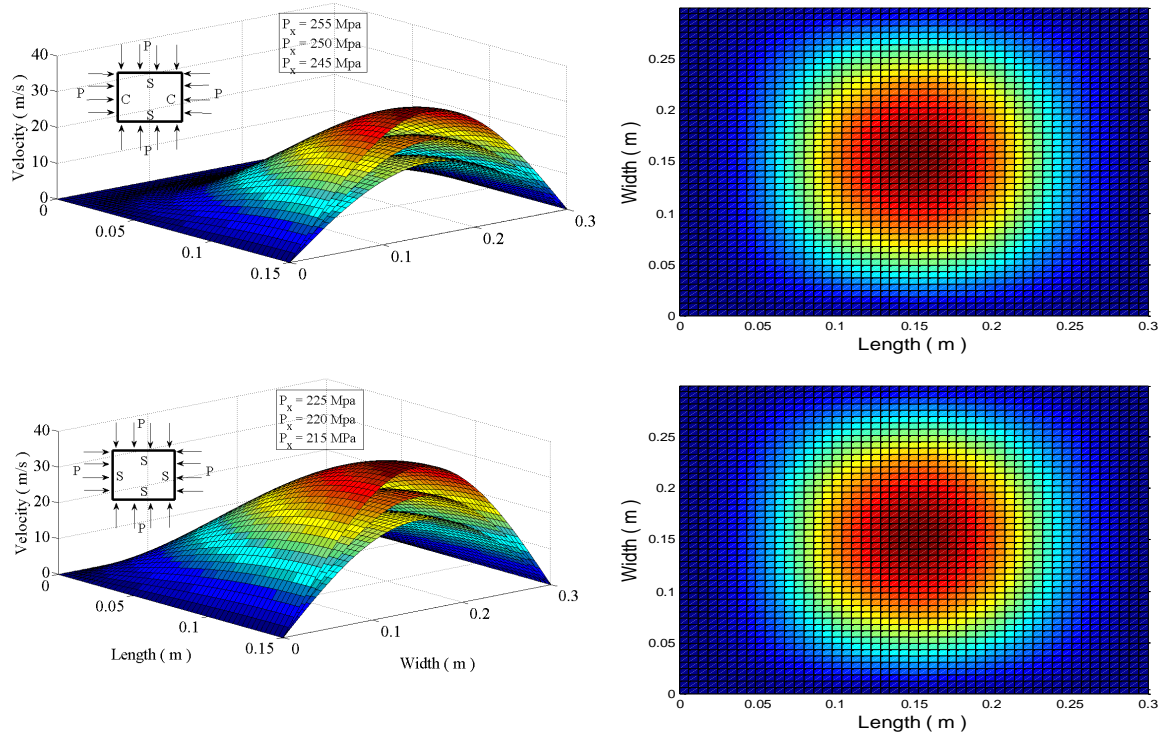 P_x = 255 Mpa
P_x = 250 Mpa
P_x = 245 Mpa
P
S
P C C P
S
P
Velocity ( m/s )
40
30
20
10
0
0
0.05
0.1
0.15
0
0.1
0.2
0.3
Width ( m )
0.25
0.2
0.15
0.1
0.05
0
0 0.05 0.1 0.15 0.2 0.25 0.3
Length ( m )
P_x = 225 Mpa
P_x = 220 Mpa
P_x = 215 MPa
P
S
P S S P
S
P
Velocity ( m/s )
40
30
20
10
0
0
0.05
0.1
0.15
0
0.1
0.2
0.3
Length ( m )
Width ( m )
Width ( m )
0.25
0.2
0.15
0.1
0.05
0
0 0.05 0.1 0.15 0.2 0.25 0.3
Length ( m )